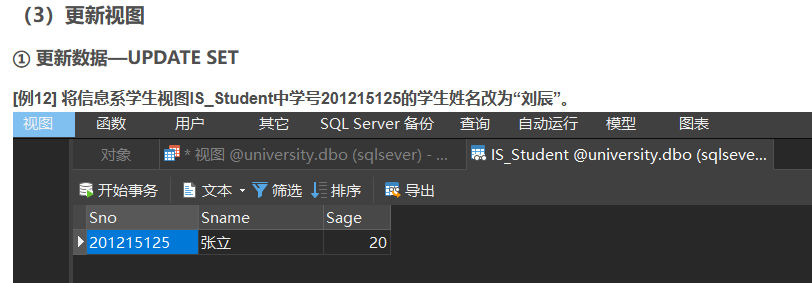 （3）更新视图
① 更新数据—UPDATE SET
[例12] 将信息系学生视图IS_Student中学号201215125的学生姓名改为“刘辰”。
视图 函数 用户 其它 SQL Server 备份 查询 自动运行 模型 图表
对象 * 视图 @university.dbo (sqlsever) - ... IS_Student @university.dbo (sqlseve...
开始事务 文本 筛选 排序 导出
Sno Sname Sage
201215125 张立 20